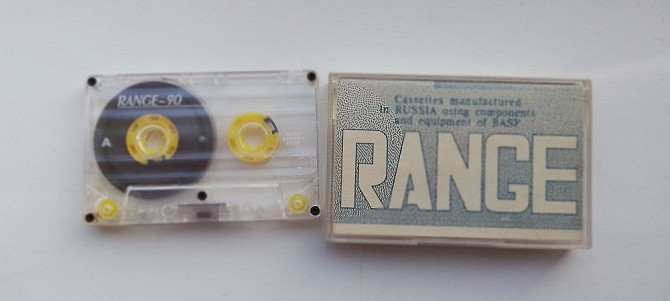 RANGE-90
A
Cassettes manufactured
in RUSSIA using components
and equipment of BASF
RANGE